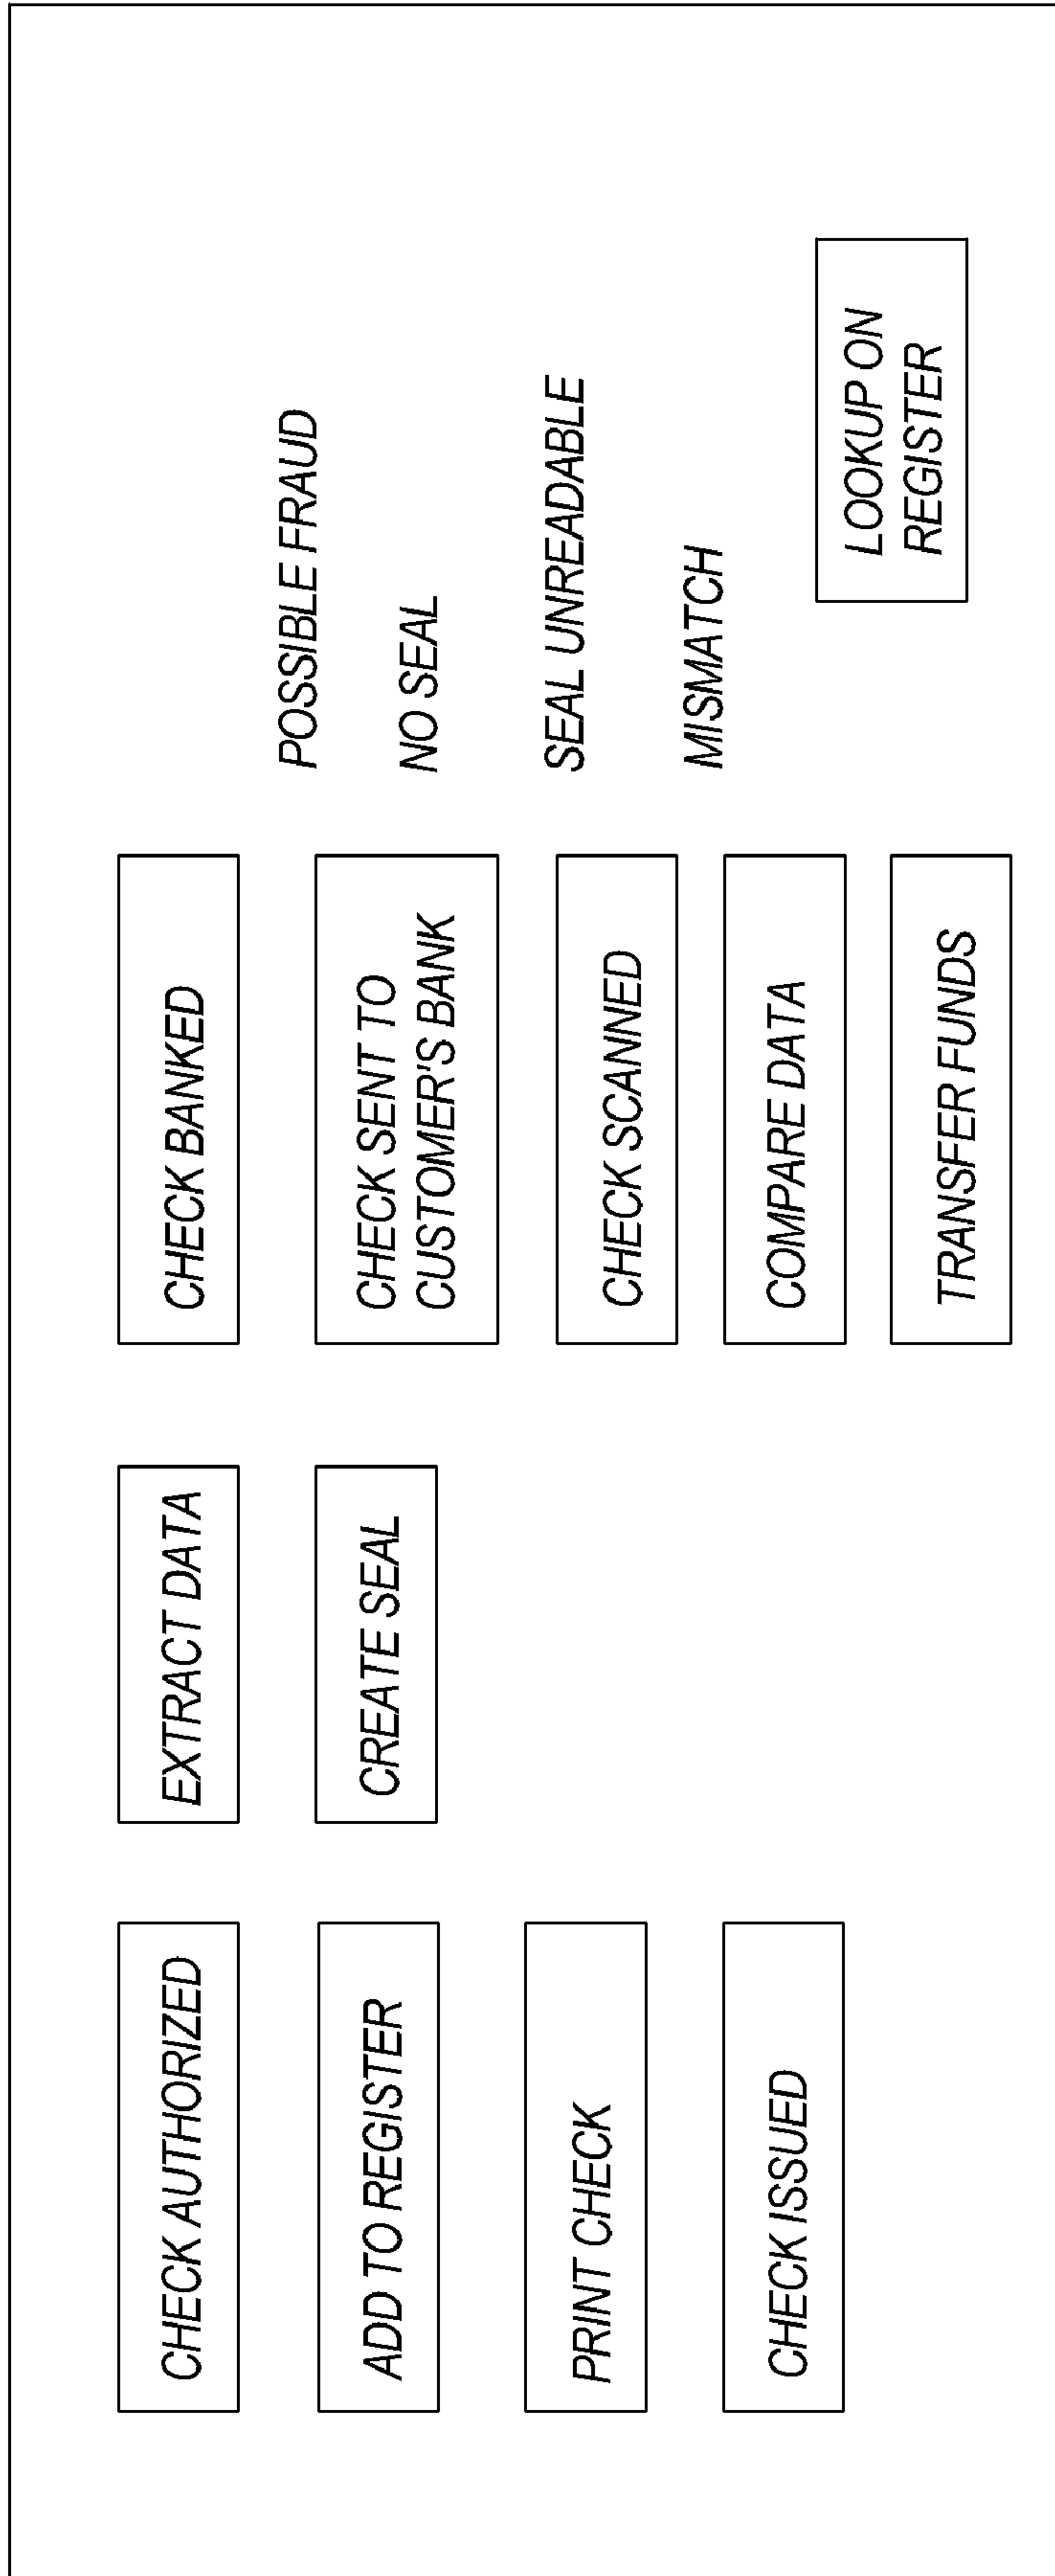 CHECK AUTHORIZED
ADD TO REGISTER
PRINT CHECK
CHECK ISSUED
EXTRACT DATA
CREATE SEAL
CHECK BANKED
CHECK SENT TO
CUSTOMER'S BANK
CHECK SCANNED
COMPARE DATA
TRANSFER FUNDS
POSSIBLE FRAUD
NO SEAL
SEAL UNREADABLE
MISMATCH
LOOKUP ON
REGISTER